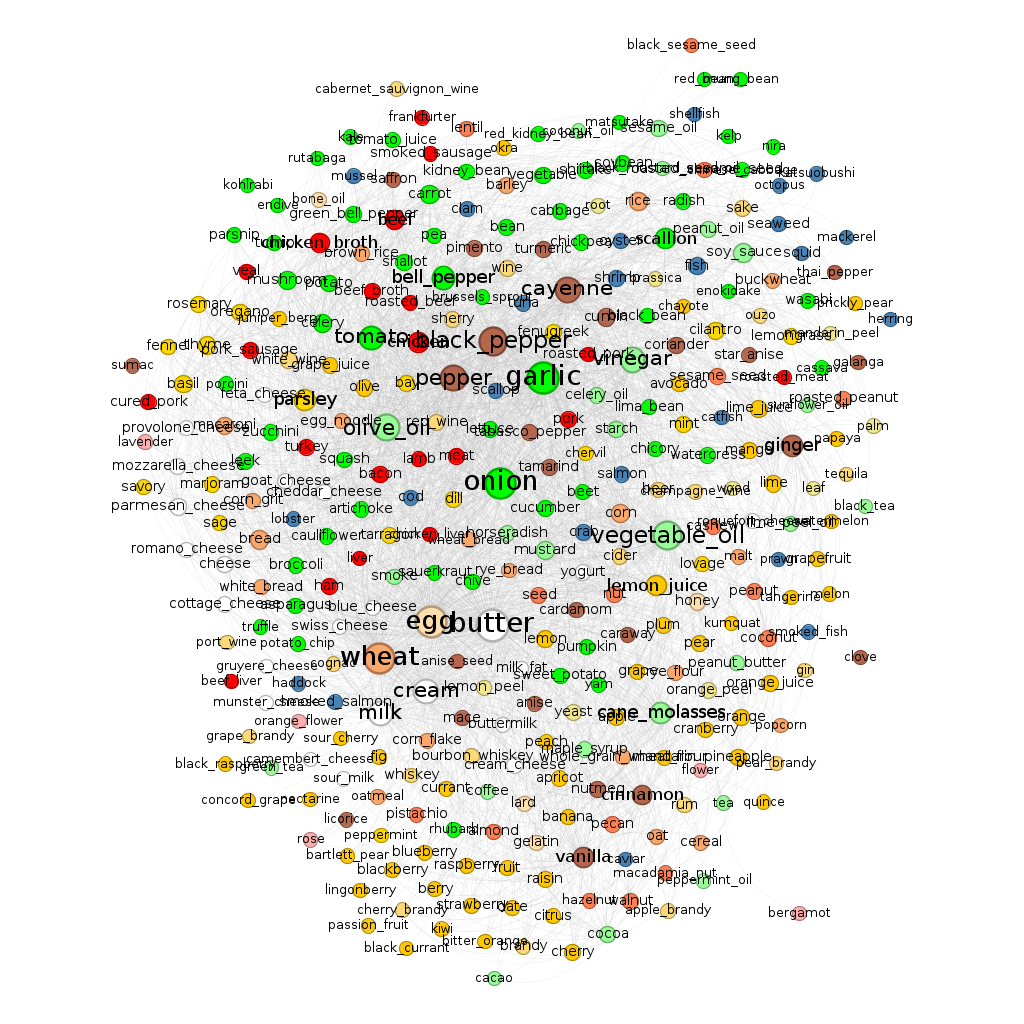 black_sesame_seed
red_bean
mung_bean
cabernet_sauvignon_wine
frankfurter
shellfish
lentil
matsutake
sesame_oil
kelp
kale
tomato_juice
red_kidney_bean
coconut_oil
okra
nira
rutabaga
smoked_sausage
kidney_bean
vegetable
shiitake
soybean
katsuobushi
mussel
saffron
barley
octopus
kohlrabi
bone_oil
carrot
endive
green_bell_pepper
beef
clam
cabbage
root
rice
radish
sake
parsnip
chicken_broth
pea
bean
chickpea
oyster
scallion
peanut_oil
seaweed
mackerel
brown_rice
shallot
pimento
turmeric
soy_sauce
squid
veal
mushroom
potato
beef_broth
bell_pepper
wine
shrimp
brassica
fish
buckwheat
thai_pepper
cayenne
enokidake
rosemary
oregano
juniper_berry
celery
roasted_beef
brussels_sprout
tuna
sherry
fenugreek
cumin
black_bean
chayote
ouzo
wasabi
prickly_pear
herring
fennel
thyme
pork_sausage
tomato
chicken
black_pepper
roasted_pork
vinegar
coriander
cilantro
star_anise
lemongrass
mandarin_peel
galanga
sumac
white_wine
grape_juice
basil
porcini
feta_cheese
olive
bay
pepper
scallop
garlic
celery_oil
avocado
sesame_seed
roasted_meat
cassava
cured_pork
parsley
lavender
macaroni
provolone_cheese
zucchini
egg_noodle
olive_oil
red_wine
lettuce
tabasco_pepper
pork
starch
lima_bean
mint
catfish
lime_juice
sunflower_oil
roasted_peanut
palm
leek
turkey
squash
lamb
meat
chervil
chicory
watercress
mango
ginger
papaya
mozzarella_cheese
goat_cheese
bacon
tamarind
salmon
savory
marjoram
cheddar_cheese
cod
dill
onion
beet
beer
champagne_wine
wood
lime
leaf
tequila
parmesan_cheese
corn_grit
artichoke
cucumber
corn
black_tea
sage
lobster
bread
cauliflower
tarragon
chicken_liver
wheat_bread
horseradish
crab
vegetable_oil
cashew
roquefort_cheese
watermelon
romano_cheese
cheese
broccoli
liver
smoke
sauerkraut
rye_bread
mustard
yogurt
cider
lovage
malt
prawn
grapefruit
white_bread
ham
chive
seed
nut
lemon_juice
honey
peanut
tangerine
melon
cottage_cheese
asparagus
blue_cheese
cardamom
truffle
swiss_cheese
egg
butter
caraway
plum
kumquat
coconut
smoked_fish
port_wine
potato_chip
lemon
pumpkin
pear
gruyere_cheese
cognac
wheat
anise_seed
milk_fat
sweet_potato
yam
grape
rye_flour
peanut_butter
gin
clove
beef_liver
haddock
cream
lemon_peel
orange_peel
orange_juice
munster_cheese
smoked_salmon
milk
mace
anise
yeast
apple
cane_molasses
orange
orange_flower
buttermilk
cranberry
popcorn
grape_brandy
sour_cherry
corn_flake
peach
maple_syrup
black_raspberry
green_tea
camembert_cheese
fig
bourbon_whiskey
cream_cheese
pineapple
pear_brandy
sour_milk
whiskey
apricot
flower
concord_grape
nectarine
oatmeal
currant
coffee
lard
nutmeg
cinnamon
rum
tea
quince
licorice
pistachio
banana
rose
peppermint
rhubarb
almond
gelatin
pecan
oat
cereal
bartlett_pear
blueberry
blackberry
raspberry
fruit
vanilla
caviar
macadamia_nut
peppermint_oil
lingonberry
berry
raisin
passion_fruit
cherry_brandy
strawberry
date
citrus
hazelnut
walnut
apple_brandy
bergamot
kiwi
black_currant
bitter_orange
brandy
cherry
cocoa
cacao